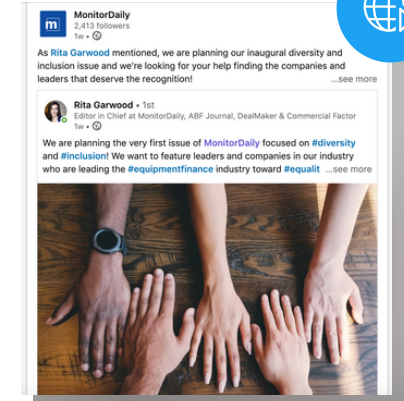 m
MonitorDaily
2,413 followers
1w •
As Rita Garwood mentioned, we are planning our inaugural diversity and
inclusion issue and we're looking for your help finding the companies and
leaders that deserve the recognition!
...see more
Rita Garwood • 1st
Editor in Chief at MonitorDaily, ABF Journal, DealMaker & Commercial Factor
1w •
We are planning the very first issue of MonitorDaily focused on #diversity
and #inclusion! We want to feature leaders and companies in our industry
who are leading the #equipmentfinance industry toward #equalit ...see more